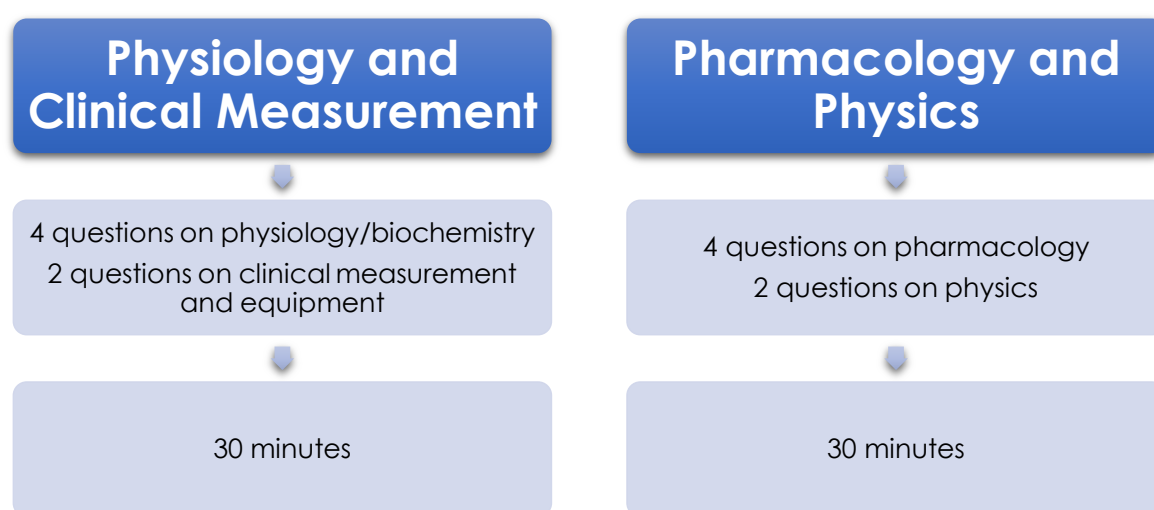 Physiology and
Clinical Measurement
4 questions on physiology/biochemistry
2 questions on clinical measurement
and equipment
30 minutes
Pharmacology and
Physics
4 questions on pharmacology
2 questions on physics
30 minutes